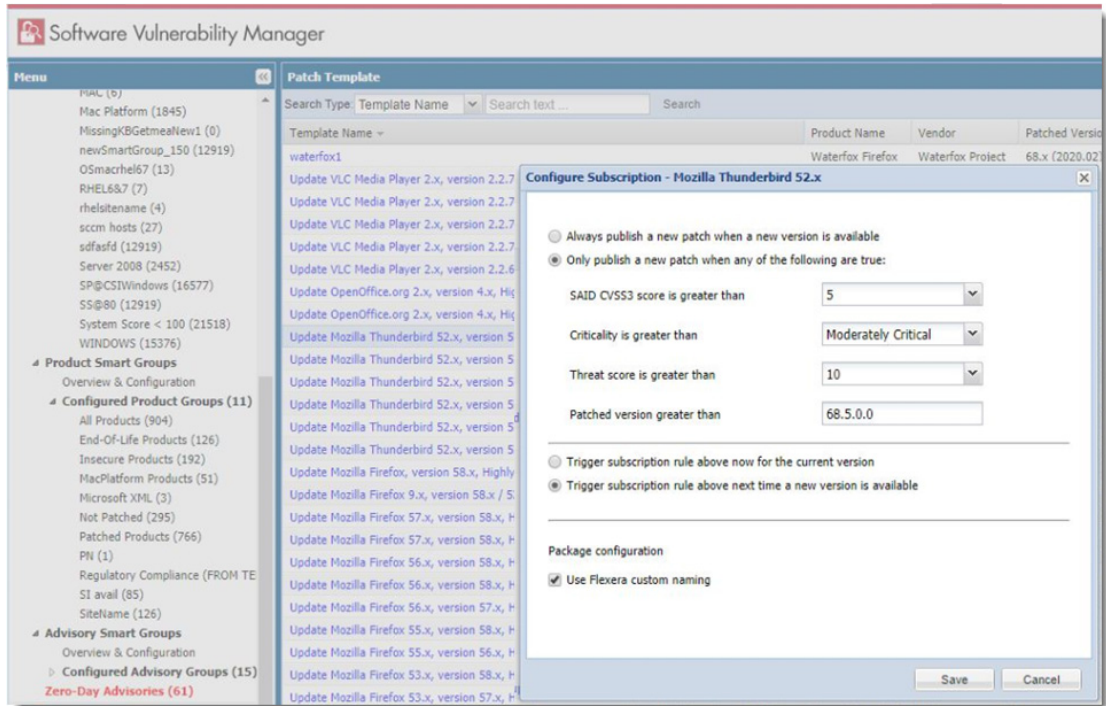 Software Vulnerability Manager
Menu
MAC (6)
Mac Platform (1845)
MissingKBGetmeaNew1 (0)
newSmartGroup_150 (12919)
OSmacrhel67 (13)
RHEL6&7 (7)
rhelsitename (4)
sccm hosts (27)
sdfasfd (12919)
Server 2008 (2452)
SP@CSIWindows (16577)
SS@80 (12919)
System Score < 100 (21518)
WINDOWS (15376)
Product Smart Groups
Overview & Configuration
Configured Product Groups (11)
All Products (904)
End-Of-Life Products (126)
Insecure Products (192)
MacPlatform Products (51)
Microsoft XML (3)
Not Patched (295)
Patched Products (766)
PN (1)
Regulatory Compliance (FROM TE
SI avail (85)
SiteName (126)
Advisory Smart Groups
Overview & Configuration
Configured Advisory Groups (15)
Zero-Day Advisories (61)
Patch Template
Search Type: Template Name Search text ... Search
Template Name Product Name Vendor Patched Versio
waterfox1 Waterfox Firefox Waterfox Project 68.x (2020.02)
Update VLC Media Player 2.x, version 2.2.7
Update VLC Media Player 2.x, version 2.2.7
Update VLC Media Player 2.x, version 2.2.7
Update VLC Media Player 2.x, version 2.2.7
Update VLC Media Player 2.x, version 2.2.6
Update OpenOffice.org 2.x, version 4.x, Hig
Update OpenOffice.org 2.x, version 4.x, Hig
Update Mozilla Thunderbird 52.x, version 5
Update Mozilla Thunderbird 52.x, version 5
Update Mozilla Thunderbird 52.x, version 5
Update Mozilla Thunderbird 52.x, version 5
Update Mozilla Thunderbird 52.x, version 5
Update Mozilla Thunderbird 52.x, version 5
Update Mozilla Firefox, version 58.x, Highly
Update Mozilla Firefox 9.x, version 58.x / 5
Update Mozilla Firefox 57.x, version 58.x, H
Update Mozilla Firefox 57.x, version 58.x, H
Update Mozilla Firefox 56.x, version 58.x, H
Update Mozilla Firefox 56.x, version 58.x, H
Update Mozilla Firefox 56.x, version 57.x, H
Update Mozilla Firefox 55.x, version 58.x, H
Update Mozilla Firefox 55.x, version 56.x, H
Update Mozilla Firefox 53.x, version 58.x, H
Update Mozilla Firefox 53.x, version 57.x, H
Configure Subscription - Mozilla Thunderbird 52.x
Always publish a new patch when a new version is available
Only publish a new patch when any of the following are true:
SAID CVSS3 score is greater than 5
Criticality is greater than Moderately Critical
Threat score is greater than 10
Patched version greater than 68.5.0.0
Trigger subscription rule above now for the current version
Trigger subscription rule above next time a new version is available
Package configuration
Use Flexera custom naming
Save Cancel